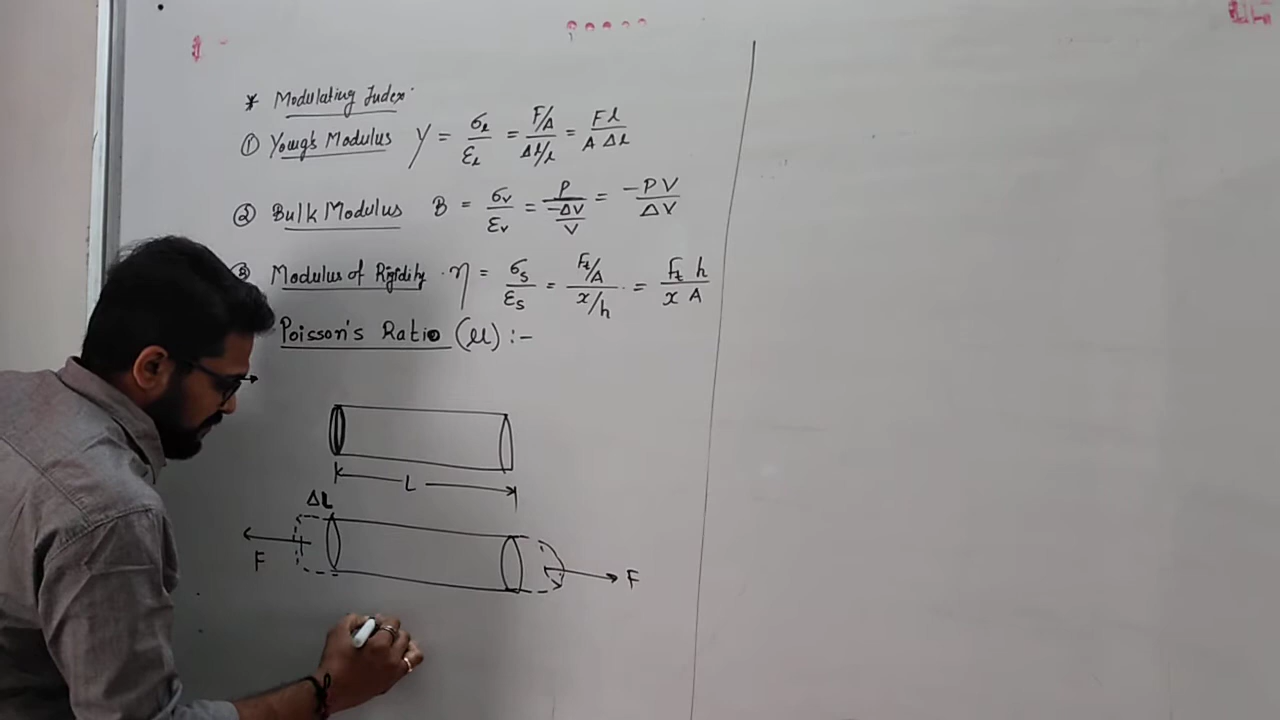 * Modulating Index
① Young's Modulus Y = σℓ/εℓ = (F/A)/(Δℓ/ℓ) = Fℓ/(A Δℓ)
② Bulk Modulus B = σv/εv = P/(-ΔV/V) = -PV/ΔV
③ Modulus of Rigidity η = σs/εs = (Ft/A)/(x/h) = Ft h/(x A)
Poisson's Ratio (μ) :-
L
ΔL
F
F